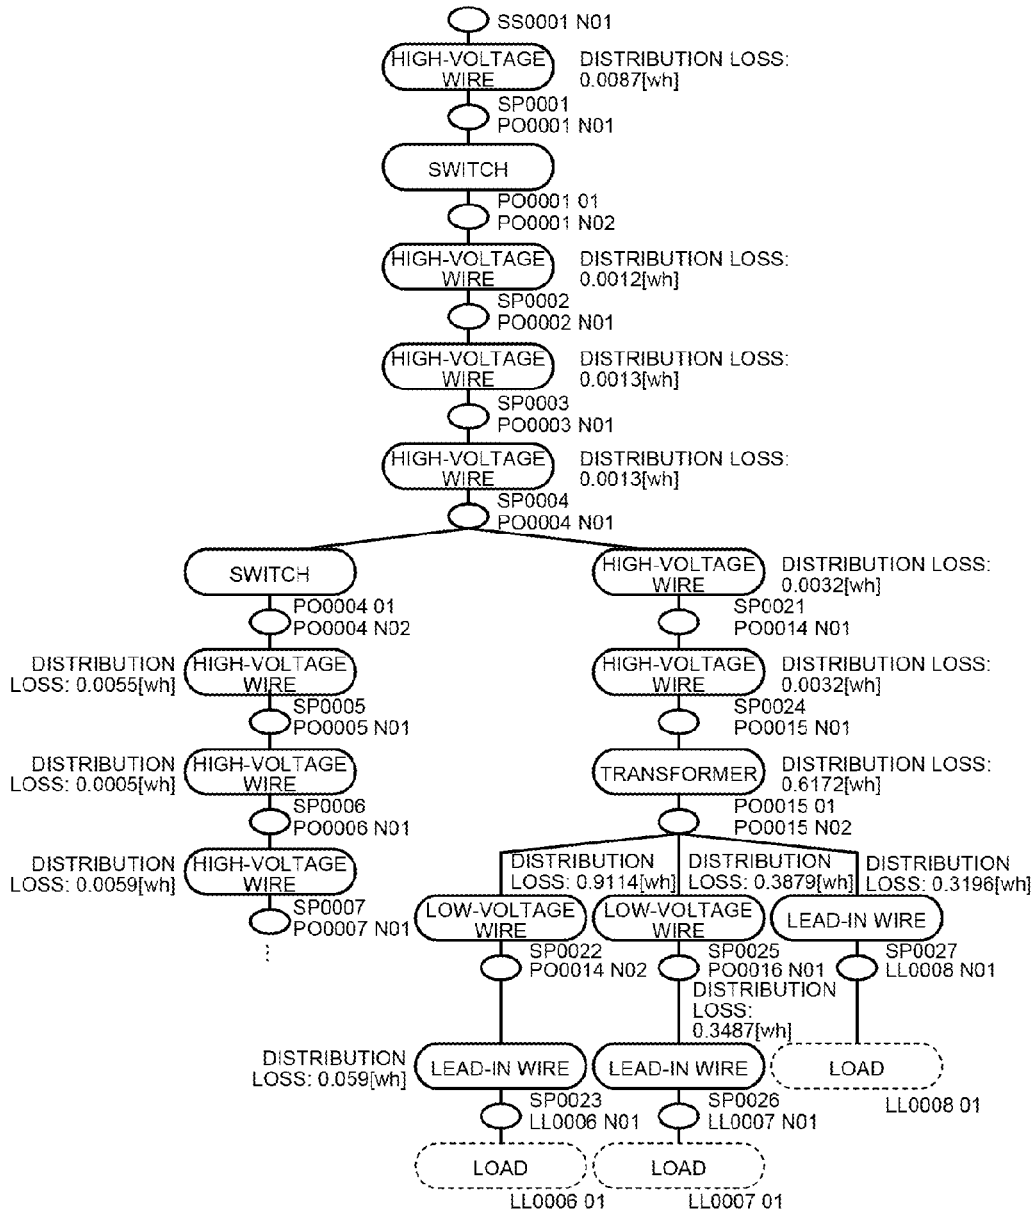 SS0001 N01
HIGH-VOLTAGE
WIRE
DISTRIBUTION LOSS:
0.0087[wh]
SP0001
PO0001 N01
SWITCH
PO0001 01
PO0001 N02
HIGH-VOLTAGE
WIRE
DISTRIBUTION LOSS:
0.0012[wh]
SP0002
PO0002 N01
HIGH-VOLTAGE
WIRE
DISTRIBUTION LOSS:
0.0013[wh]
SP0003
PO0003 N01
HIGH-VOLTAGE
WIRE
DISTRIBUTION LOSS:
0.0013[wh]
SP0004
PO0004 N01
SWITCH
PO0004 01
PO0004 N02
DISTRIBUTION
LOSS: 0.0055[wh]
HIGH-VOLTAGE
WIRE
SP0005
PO0005 N01
DISTRIBUTION
LOSS: 0.0005[wh]
HIGH-VOLTAGE
WIRE
SP0006
PO0006 N01
DISTRIBUTION
LOSS: 0.0059[wh]
HIGH-VOLTAGE
WIRE
SP0007
PO0007 N01
HIGH-VOLTAGE
WIRE
DISTRIBUTION LOSS:
0.0032[wh]
SP0021
PO0014 N01
HIGH-VOLTAGE
WIRE
DISTRIBUTION LOSS:
0.0032[wh]
SP0024
PO0015 N01
TRANSFORMER
DISTRIBUTION LOSS:
0.6172[wh]
PO0015 01
PO0015 N02
DISTRIBUTION
LOSS: 0.9114[wh]
LOW-VOLTAGE
WIRE
SP0022
PO0014 N02
DISTRIBUTION
LOSS: 0.059[wh]
LEAD-IN WIRE
SP0023
LL0006 N01
LOAD
LL0006 01
DISTRIBUTION
LOSS: 0.3879[wh]
LOW-VOLTAGE
WIRE
SP0025
PO0016 N01
DISTRIBUTION
LOSS:
0.3487[wh]
LEAD-IN WIRE
SP0026
LL0007 N01
LOAD
LL0007 01
DISTRIBUTION
LOSS: 0.3196[wh]
LEAD-IN WIRE
SP0027
LL0008 N01
LOAD
LL0008 01